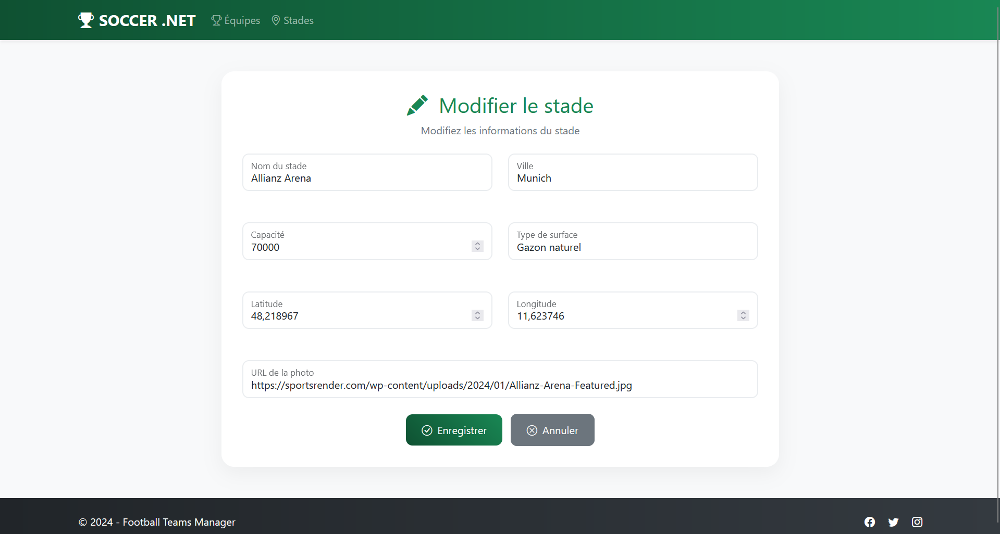 SOCCER .NET Équipes Stades
Modifier le stade
Modifiez les informations du stade
Nom du stade
Allianz Arena
Ville
Munich
Capacité
70000
Type de surface
Gazon naturel
Latitude
48,218967
Longitude
11,623746
URL de la photo
https://sportsrender.com/wp-content/uploads/2024/01/Allianz-Arena-Featured.jpg
Enregistrer Annuler
© 2024 - Football Teams Manager